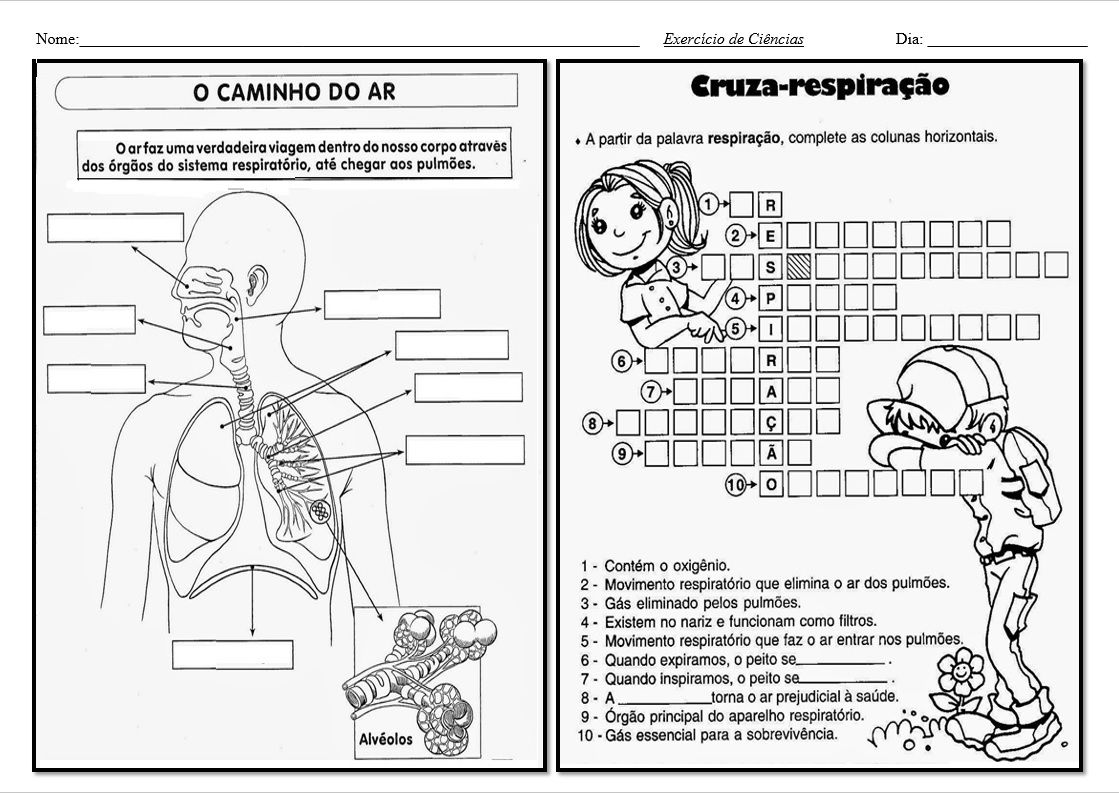 Nome: Exercício de Ciências Dia:
O CAMINHO DO AR
O ar faz uma verdadeira viagem dentro do nosso corpo através
dos órgãos do sistema respiratório, até chegar aos pulmões.
Alvéolos
Cruza-respiração
• A partir da palavra respiração, complete as colunas horizontais.
1 R
2 E
3 S
4 P
5 I
6 R
7 A
8 Ç
9 Ã
10 O
1 - Contém o oxigênio.
2 - Movimento respiratório que elimina o ar dos pulmões.
3 - Gás eliminado pelos pulmões.
4 - Existem no nariz e funcionam como filtros.
5 - Movimento respiratório que faz o ar entrar nos pulmões.
6 - Quando expiramos, o peito se___________ .
7 - Quando inspiramos, o peito se___________ .
8 - A ___________torna o ar prejudicial à saúde.
9 - Órgão principal do aparelho respiratório.
10 - Gás essencial para a sobrevivência.